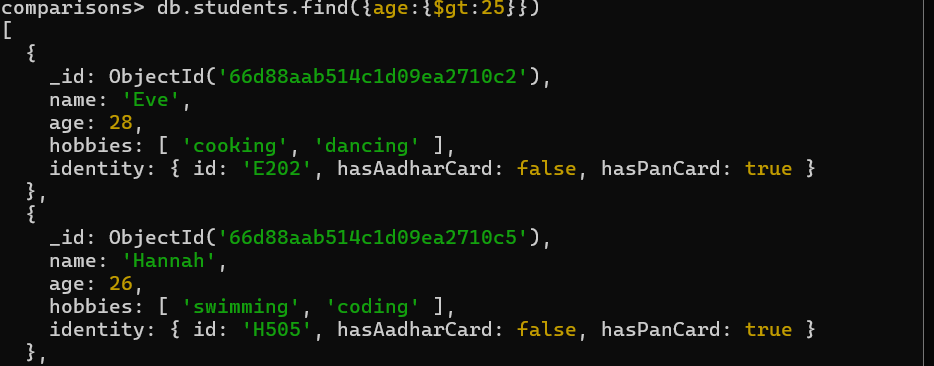 comparisons> db.students.find({age:{$gt:25}})
[
  {
    _id: ObjectId('66d88aab514c1d09ea2710c2'),
    name: 'Eve',
    age: 28,
    hobbies: [ 'cooking', 'dancing' ],
    identity: { id: 'E202', hasAadharCard: false, hasPanCard: true }
  },
  {
    _id: ObjectId('66d88aab514c1d09ea2710c5'),
    name: 'Hannah',
    age: 26,
    hobbies: [ 'swimming', 'coding' ],
    identity: { id: 'H505', hasAadharCard: false, hasPanCard: true }
  },